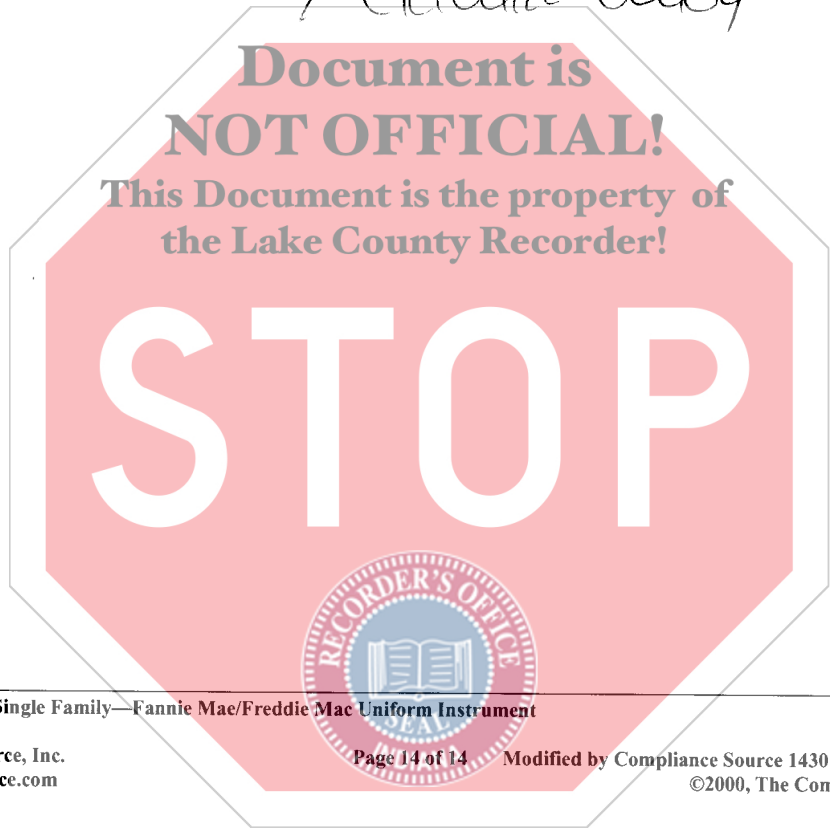 Document is
NOT OFFICIAL!
This Document is the property of
the Lake County Recorder!
STOP
RECORDER'S OFFICE
SEAL
INDIANA
Single Family—Fannie Mae/Freddie Mac Uniform Instrument
rce, Inc.
Page 14 of 14 Modified by Compliance Source 1430
ce.com
©2000, The Com